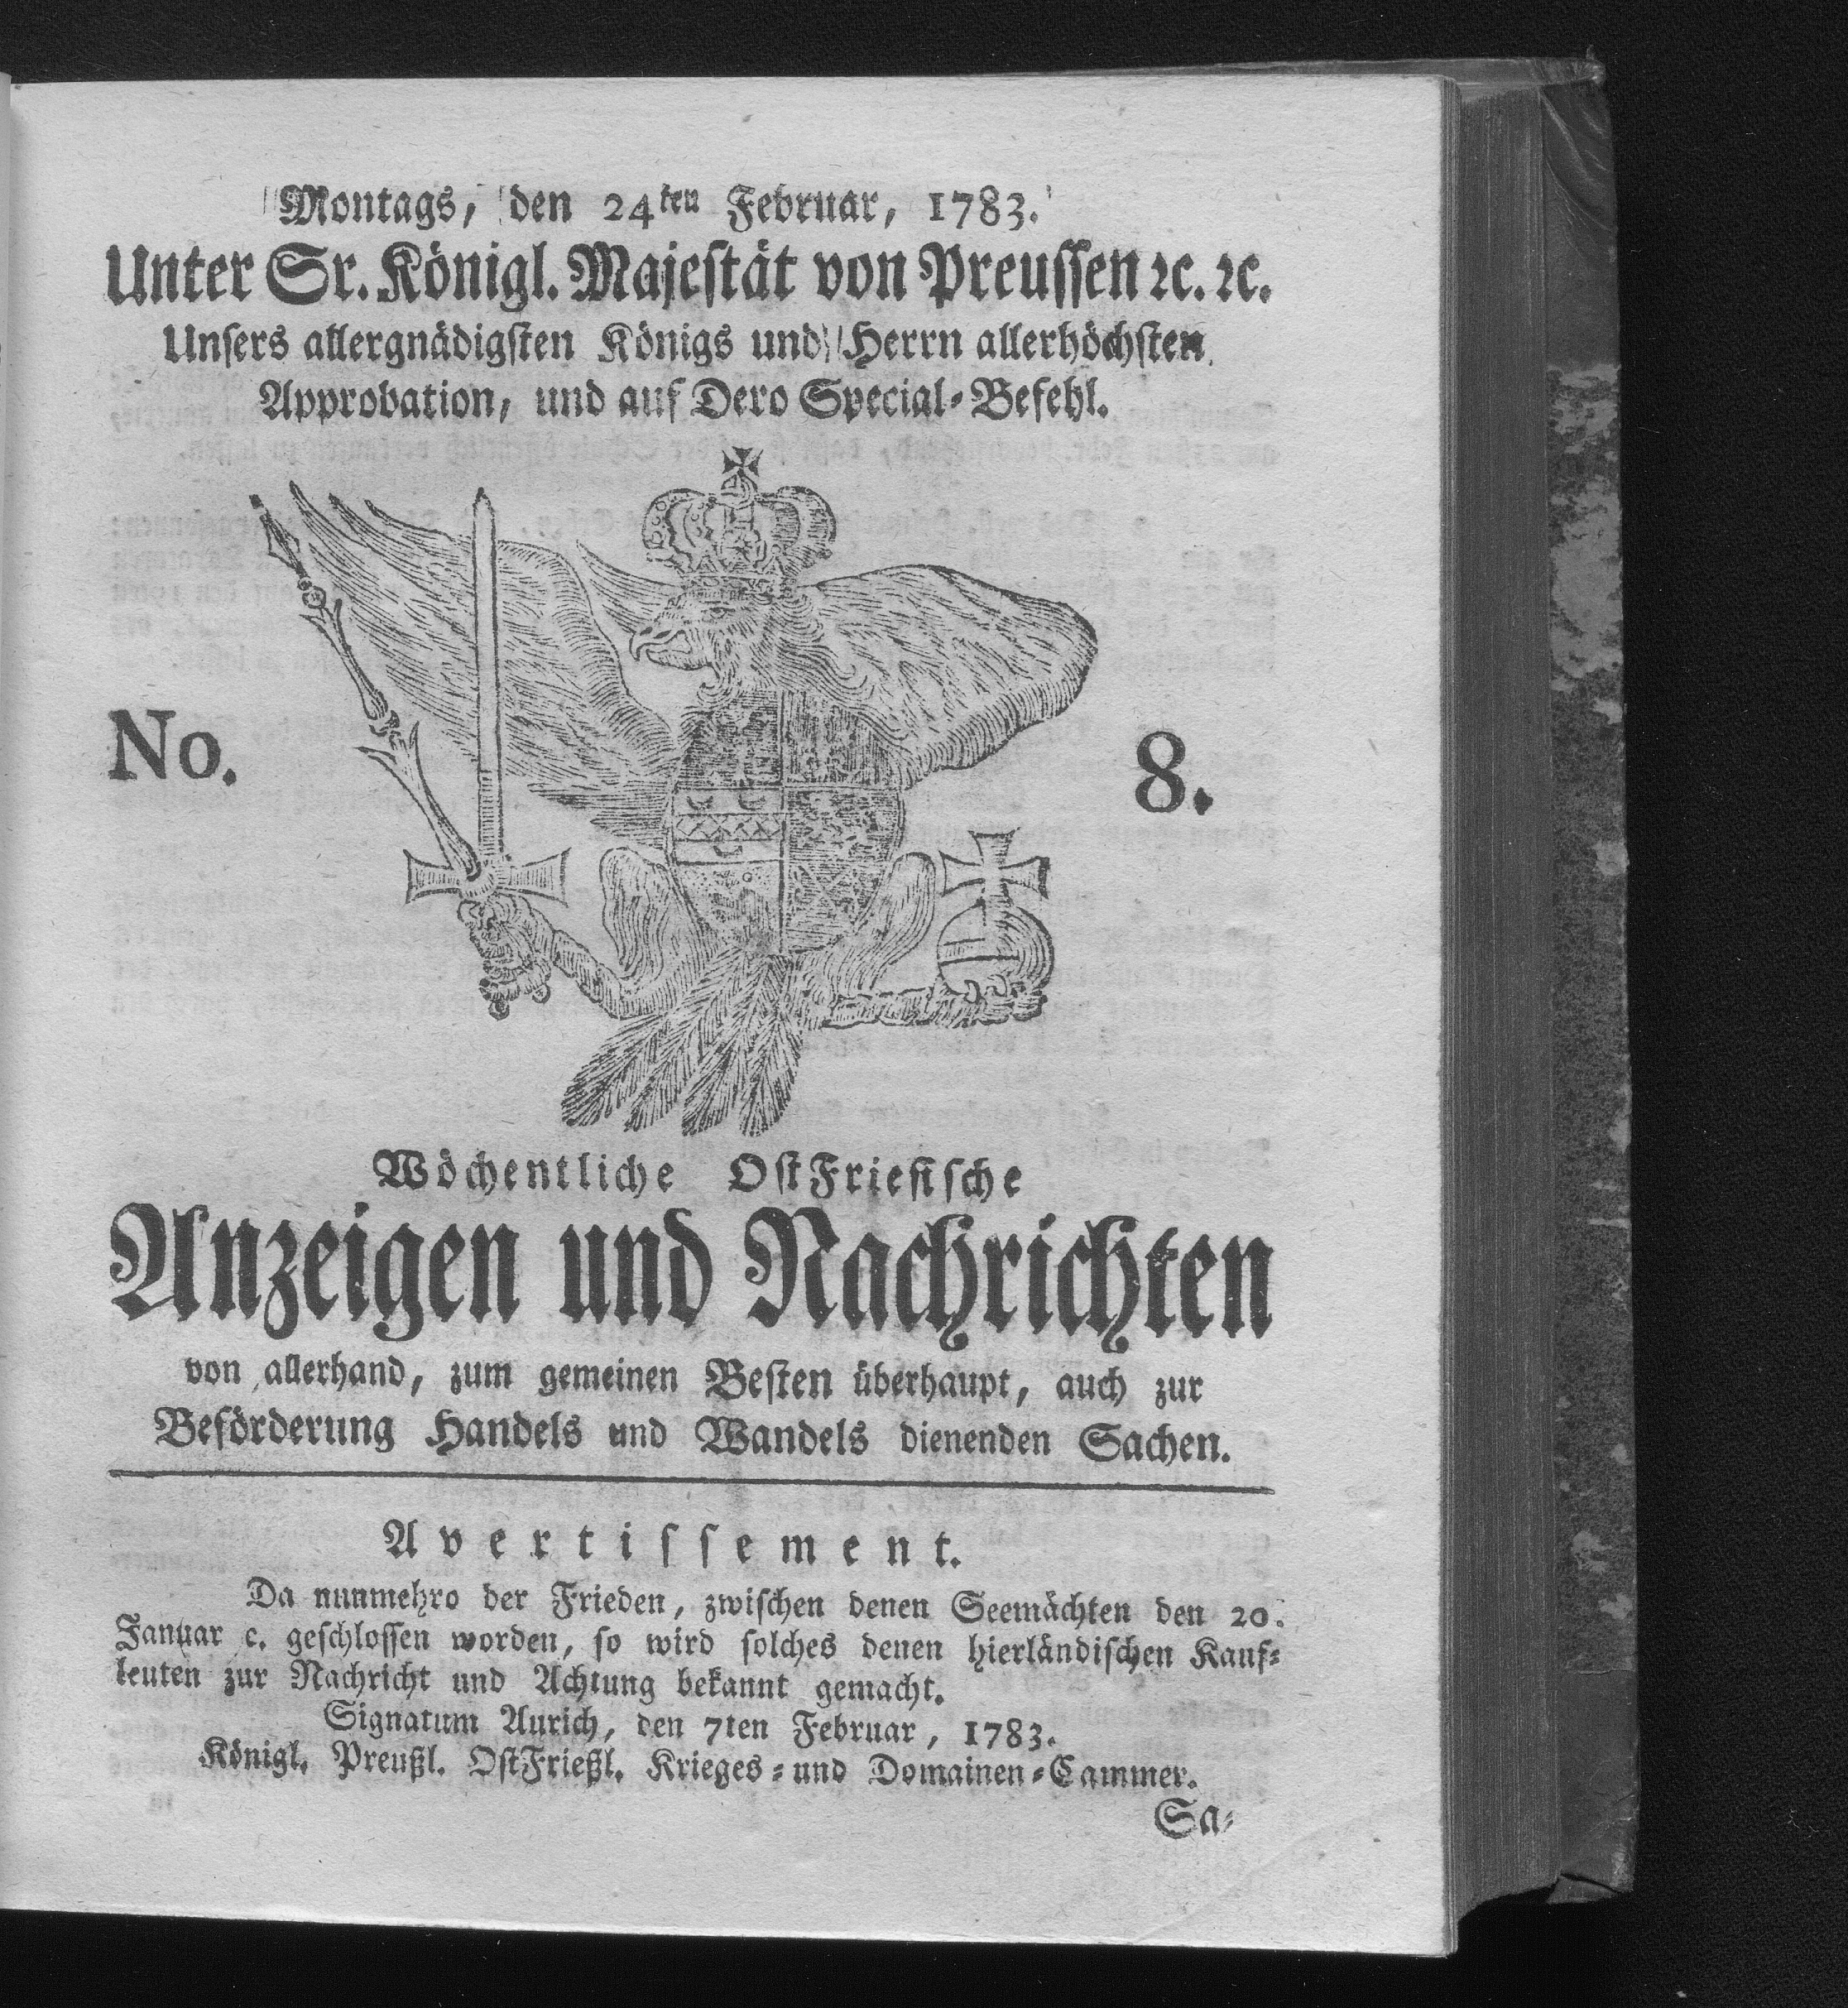 Montags, den 24ten Februar, 1783.
Unter Sr. Königl. Majestät von Preussen ꝛc. ꝛc.
Unsers allergnädigsten Königs und Herrn allerhöchsten
Approbation, und auf Dero Special-Befehl.
No. 8.
Wöchentliche OstFriesische
Anzeigen und Nachrichten
von allerhand, zum gemeinen Besten überhaupt, auch zur
Beförderung Handels und Wandels dienenden Sachen.
Avertissement.
Da nunmehro der Frieden, zwischen denen Seemächten den 20.
Januar c. geschlossen worden, so wird solches denen hierländischen Kauf-
leuten zur Nachricht und Achtung bekannt gemacht.
Signatum Aurich, den 7ten Februar, 1783.
Königl. Preußl. OstFrießl. Krieges- und Domainen-Cammer.
Sa-